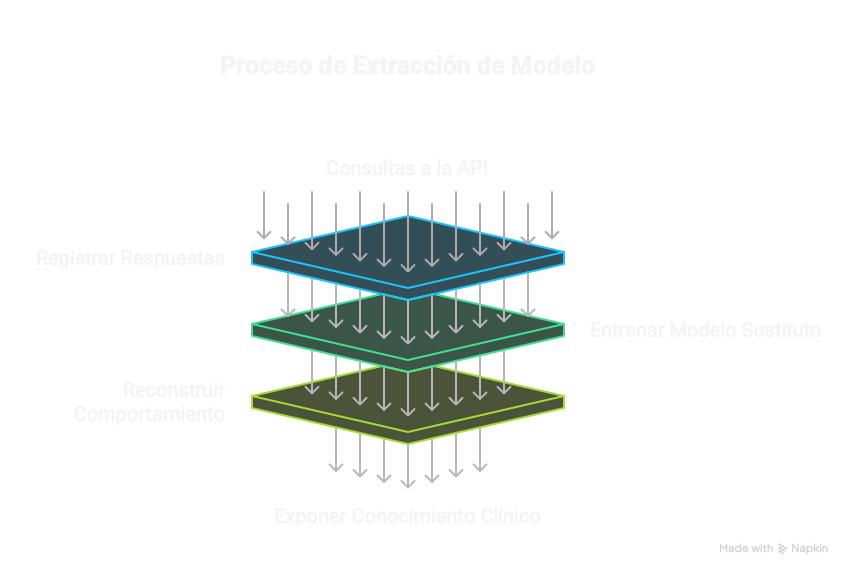 Proceso de Extracción de Modelo
Consultas a la API
Registrar Respuestas
Entrenar Modelo Sustituto
Reconstruir
Comportamiento
Exponer Conocimiento Clínico
Made with Napkin